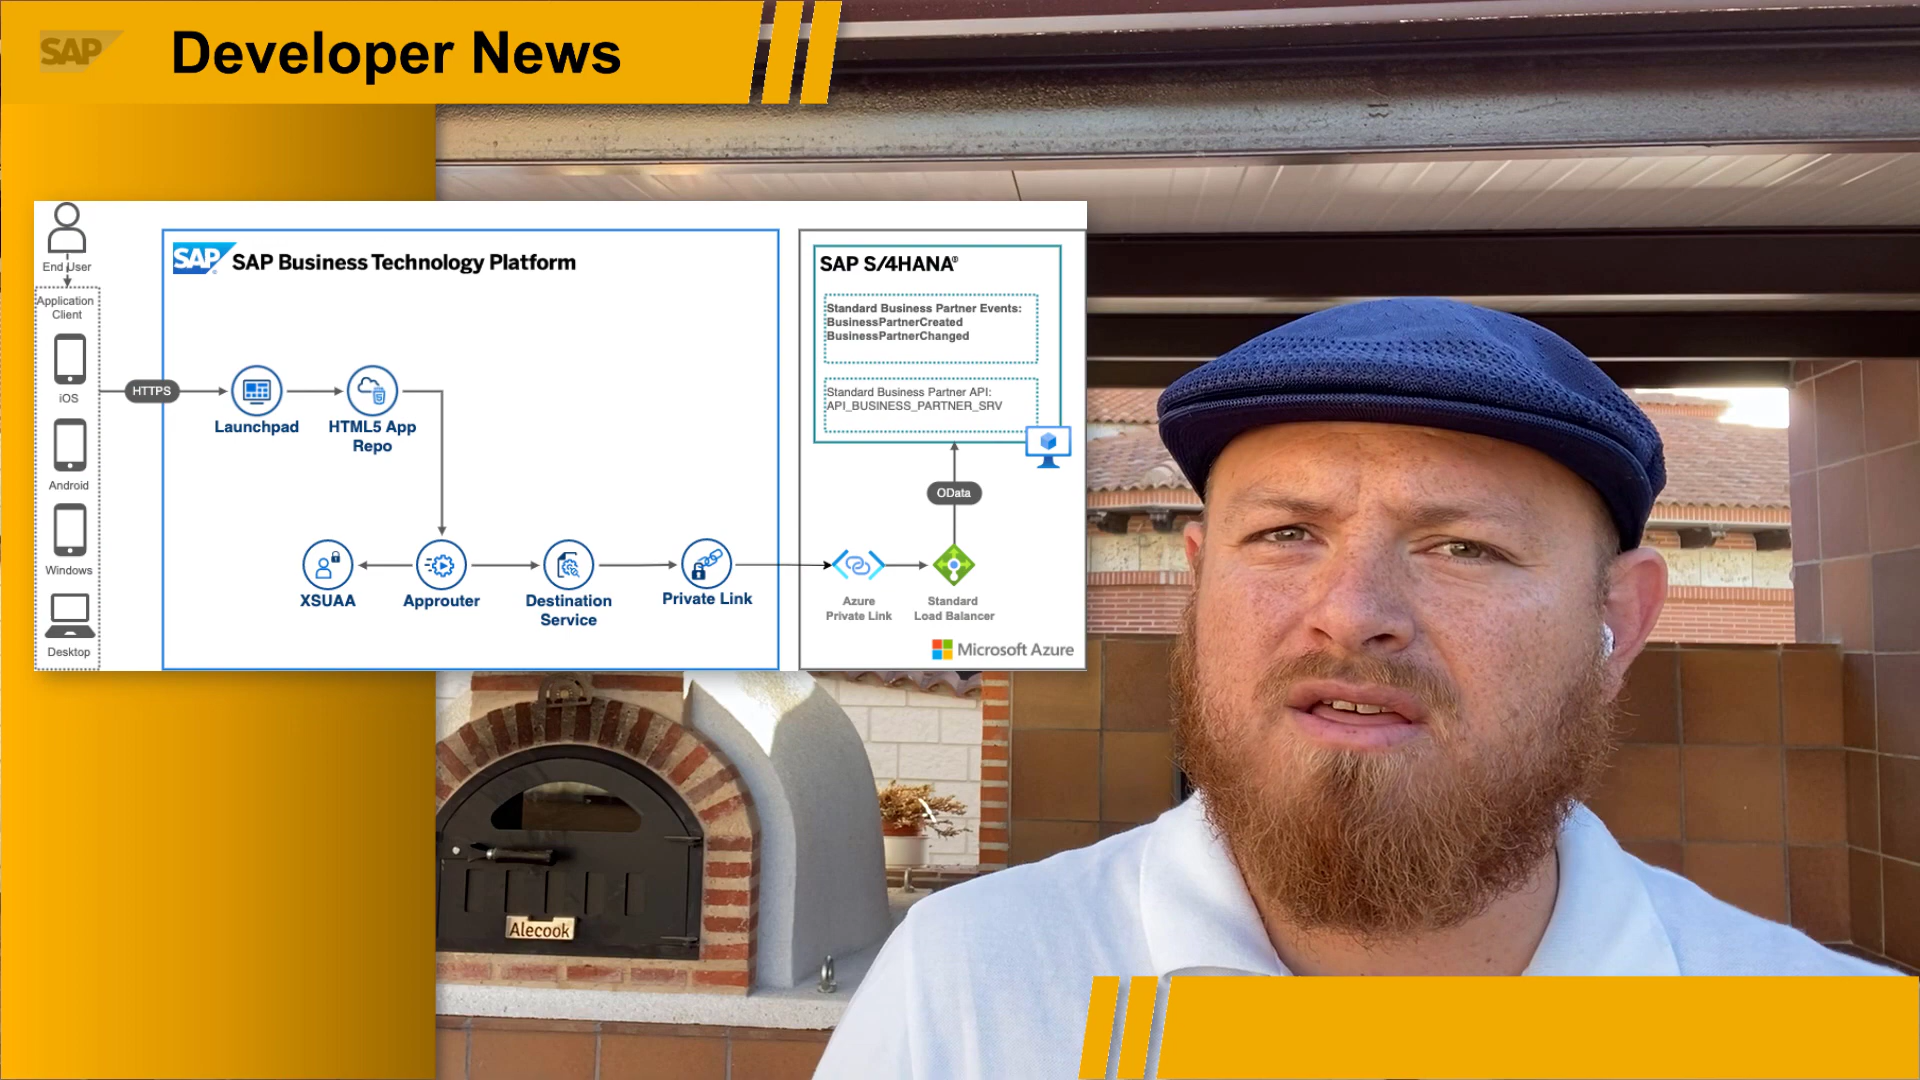 SAP
Developer News
End User
Application
Client
iOS
Android
Windows
Desktop
HTTPS
SAP
SAP Business Technology Platform
Launchpad
HTML5 App
Repo
XSUAA
Approuter
Destination
Service
Private Link
SAP S/4HANA®
Standard Business Partner Events:
BusinessPartnerCreated
BusinessPartnerChanged
Standard Business Partner API:
API_BUSINESS_PARTNER_SRV
OData
Azure
Private Link
Standard
Load Balancer
Microsoft Azure
Alecook